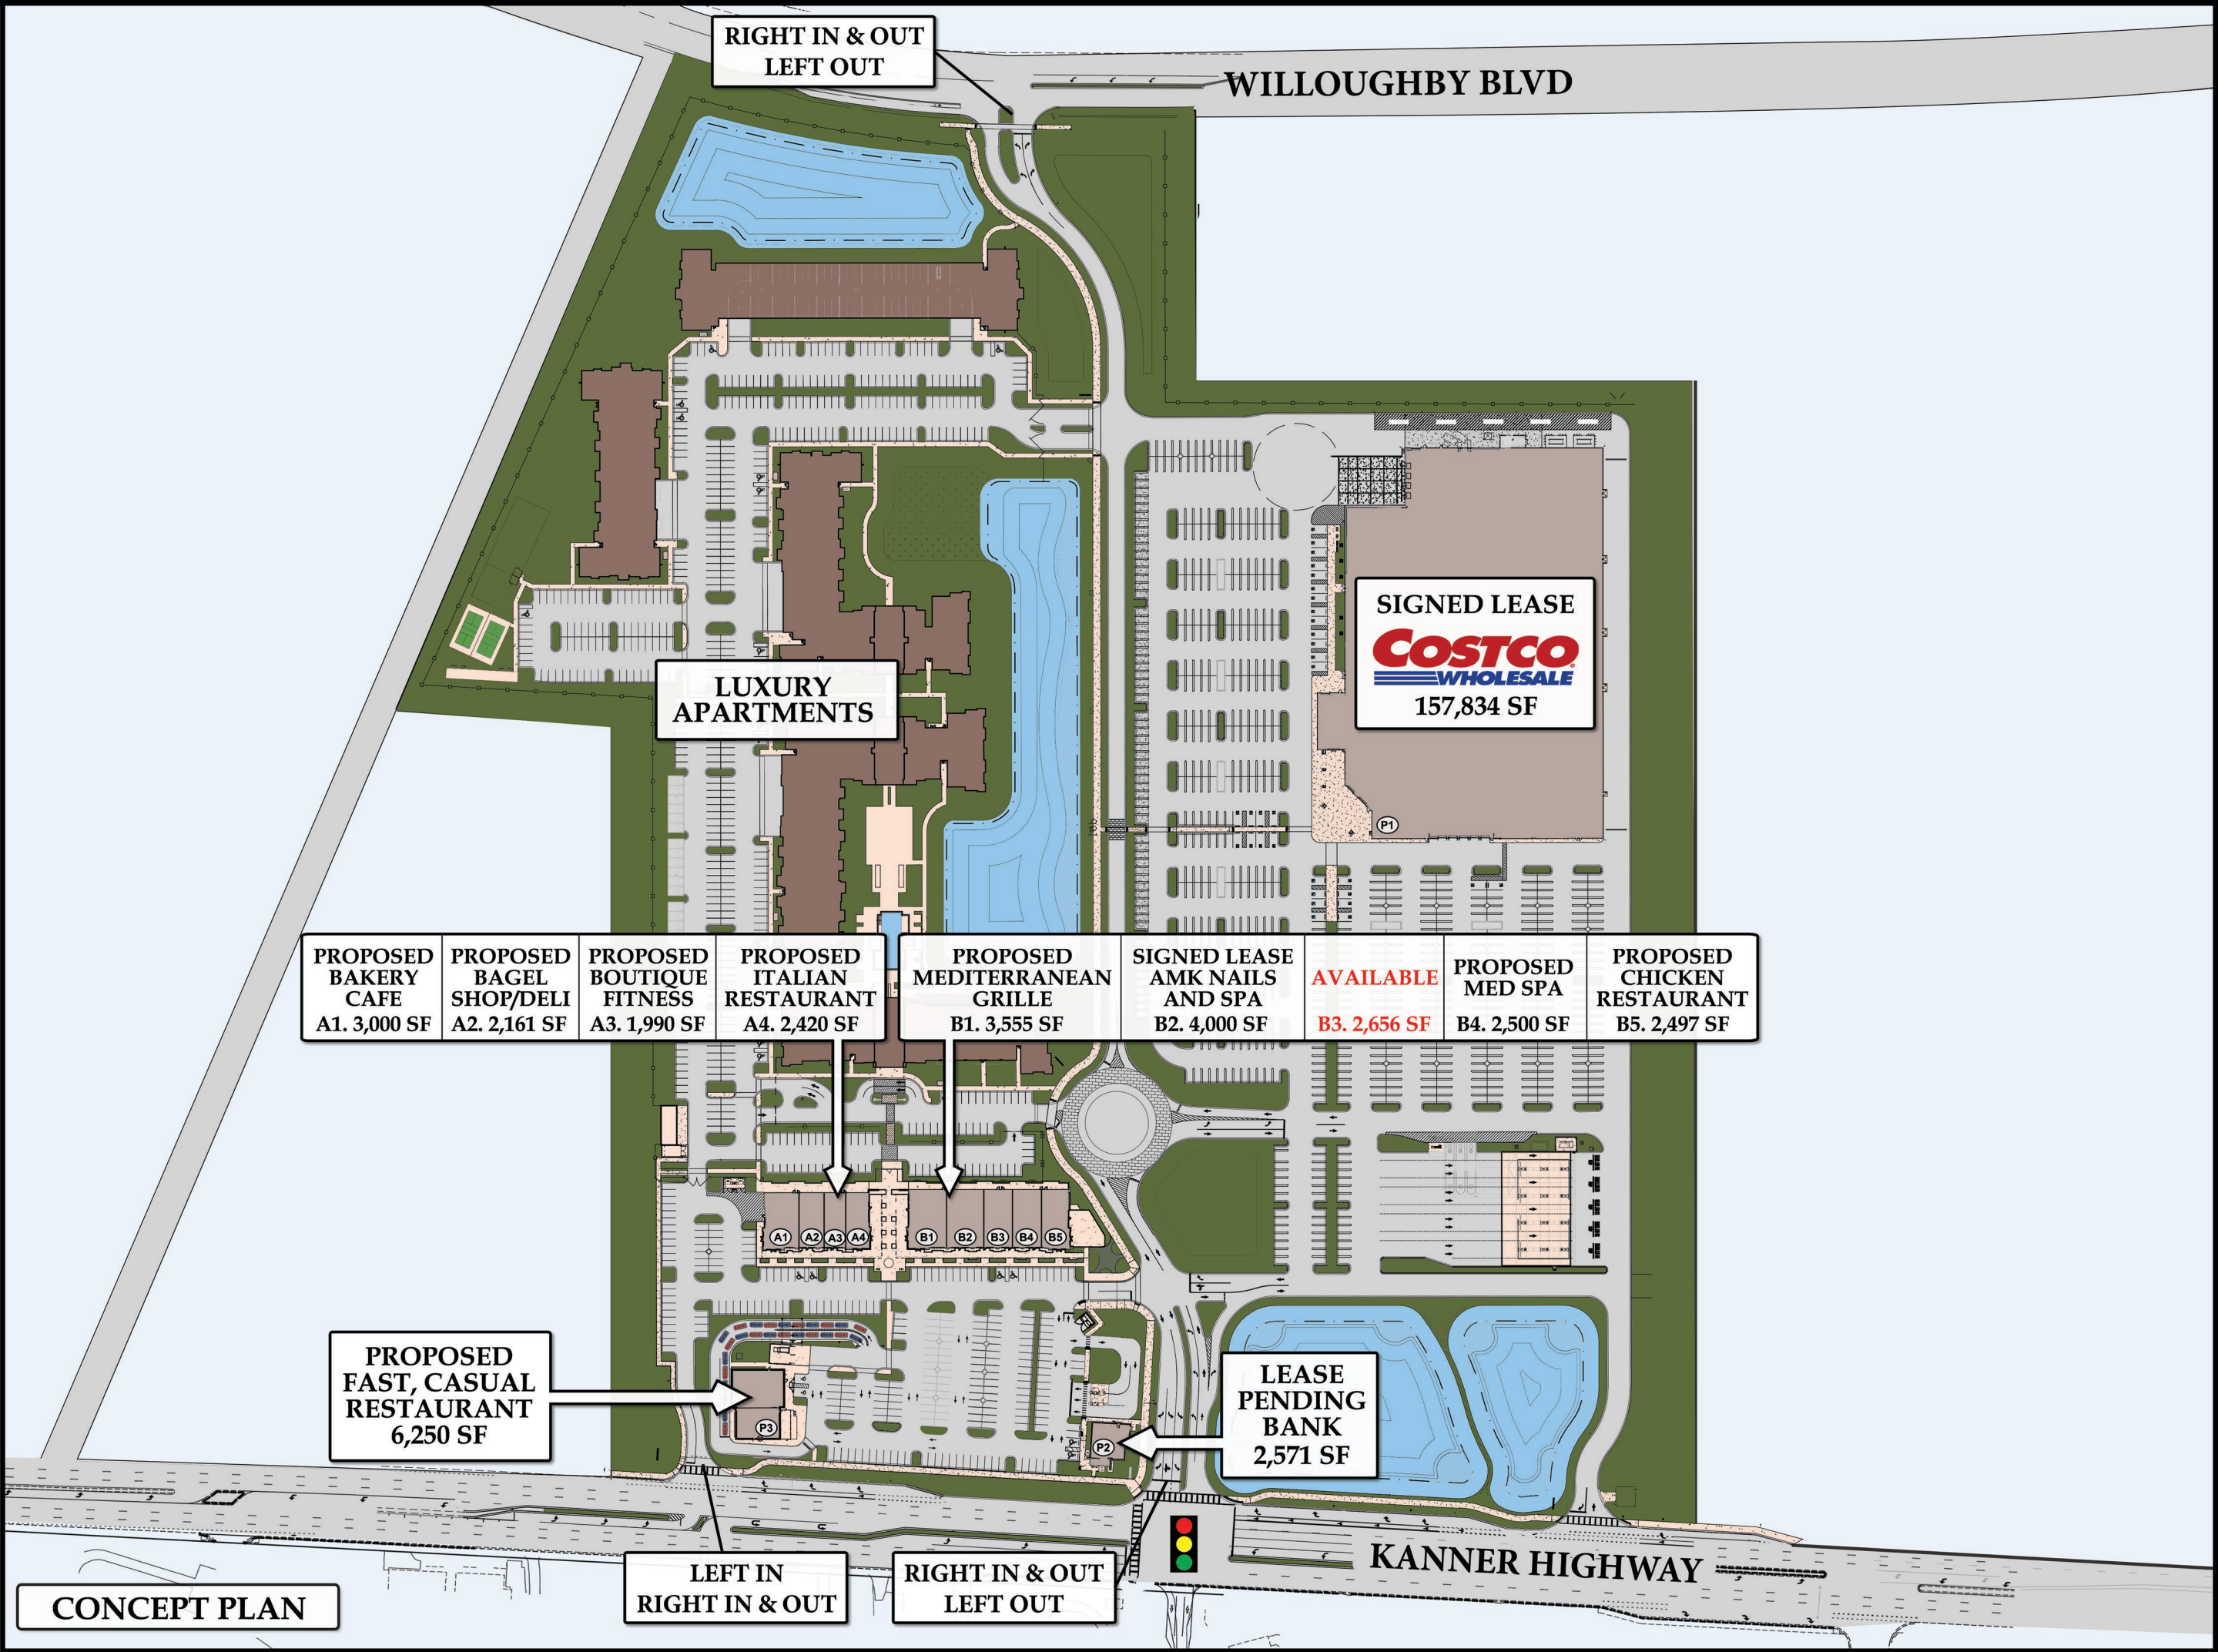 RIGHT IN & OUT
LEFT OUT
WILLOUGHBY BLVD
SIGNED LEASE
COSTCO
WHOLESALE
157,834 SF
LUXURY
APARTMENTS
P1
PROPOSED
BAKERY
CAFE
A1. 3,000 SF
PROPOSED
BAGEL
SHOP/DELI
A2. 2,161 SF
PROPOSED
BOUTIQUE
FITNESS
A3. 1,990 SF
PROPOSED
ITALIAN
RESTAURANT
A4. 2,420 SF
PROPOSED
MEDITERRANEAN
GRILLE
B1. 3,555 SF
SIGNED LEASE
AMK NAILS
AND SPA
B2. 4,000 SF
AVAILABLE
B3. 2,656 SF
PROPOSED
MED SPA
B4. 2,500 SF
PROPOSED
CHICKEN
RESTAURANT
B5. 2,497 SF
A1 A2 A3 A4 B1 B2 B3 B4 B5
PROPOSED
FAST, CASUAL
RESTAURANT
6,250 SF
P3
P2
LEASE
PENDING
BANK
2,571 SF
KANNER HIGHWAY
LEFT IN
RIGHT IN & OUT
RIGHT IN & OUT
LEFT OUT
CONCEPT PLAN